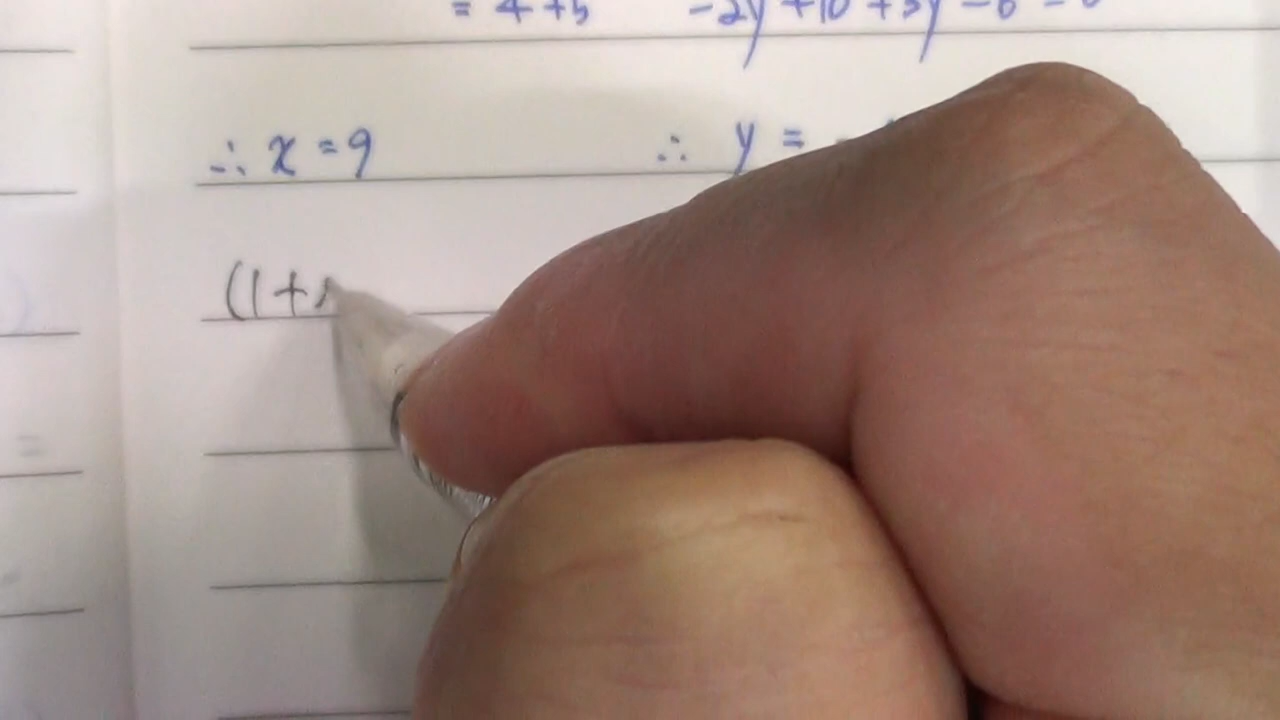 = 4 + 5 -2y + 10 + 3y - 6 = 0
∴ x = 9 ∴ y =
(1 +